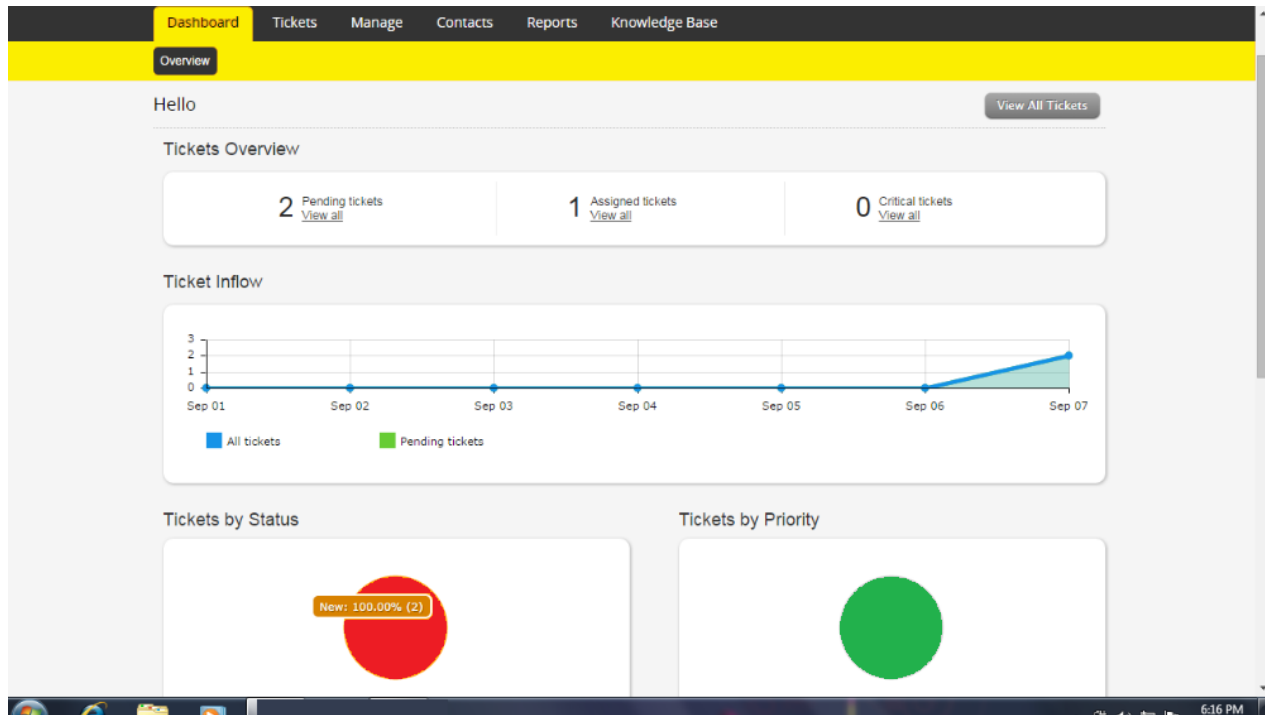 Dashboard Tickets Manage Contacts Reports Knowledge Base
Overview
Hello
View All Tickets
Tickets Overview
2 Pending tickets
View all
1 Assigned tickets
View all
0 Critical tickets
View all
Ticket Inflow
3
2
1
0
Sep 01 Sep 02 Sep 03 Sep 04 Sep 05 Sep 06 Sep 07
All tickets Pending tickets
Tickets by Status
Tickets by Priority
New: 100.00% (2)
6:16 PM